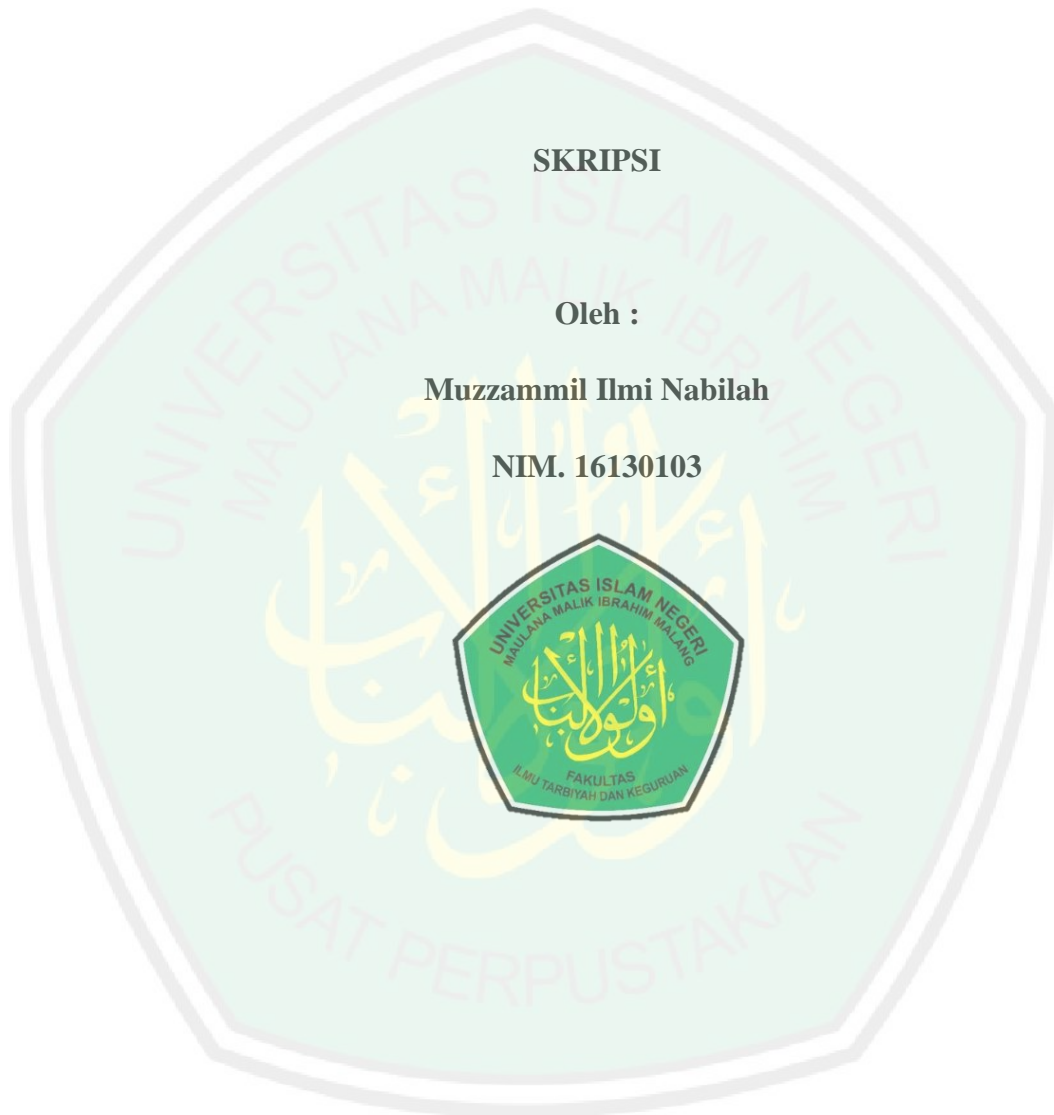 SKRIPSI
Oleh :
Muzzammil Ilmi Nabilah
NIM. 16130103
UNIVERSITAS ISLAM NEGERI
MAULANA MALIK IBRAHIM MALANG
أولوا الألباب
FAKULTAS
ILMU TARBIYAH DAN KEGURUAN
UNIVERSITAS ISLAM NEGERI
MAULANA MALIK IBRAHIM
PUSAT PERPUSTAKAAN